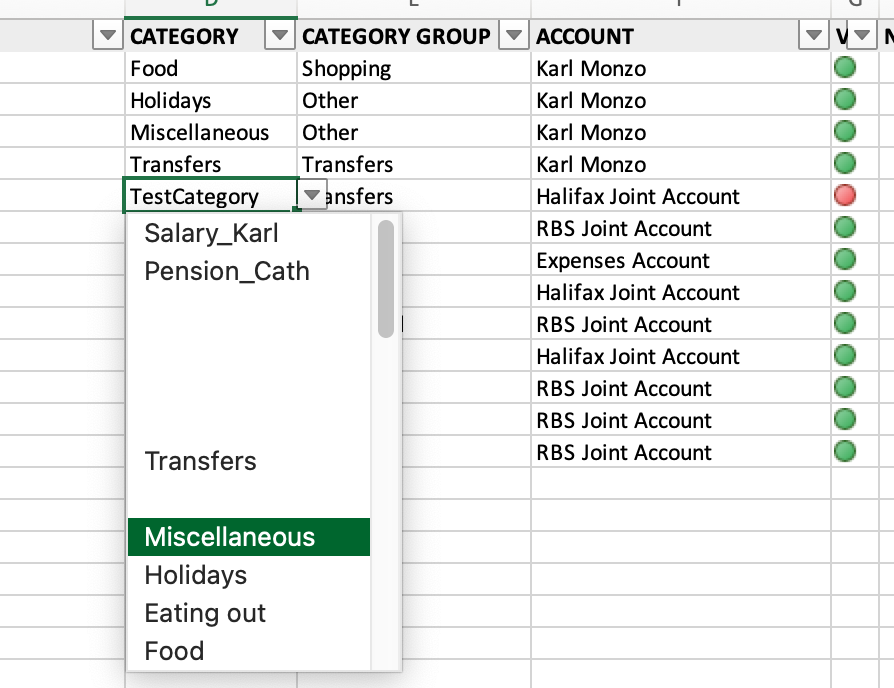 CATEGORY CATEGORY GROUP ACCOUNT
Food Shopping Karl Monzo
Holidays Other Karl Monzo
Miscellaneous Other Karl Monzo
Transfers Transfers Karl Monzo
TestCategory ansfers Halifax Joint Account
RBS Joint Account
Expenses Account
Halifax Joint Account
RBS Joint Account
Halifax Joint Account
RBS Joint Account
RBS Joint Account
RBS Joint Account
Salary_Karl
Pension_Cath
Transfers
Miscellaneous
Holidays
Eating out
Food